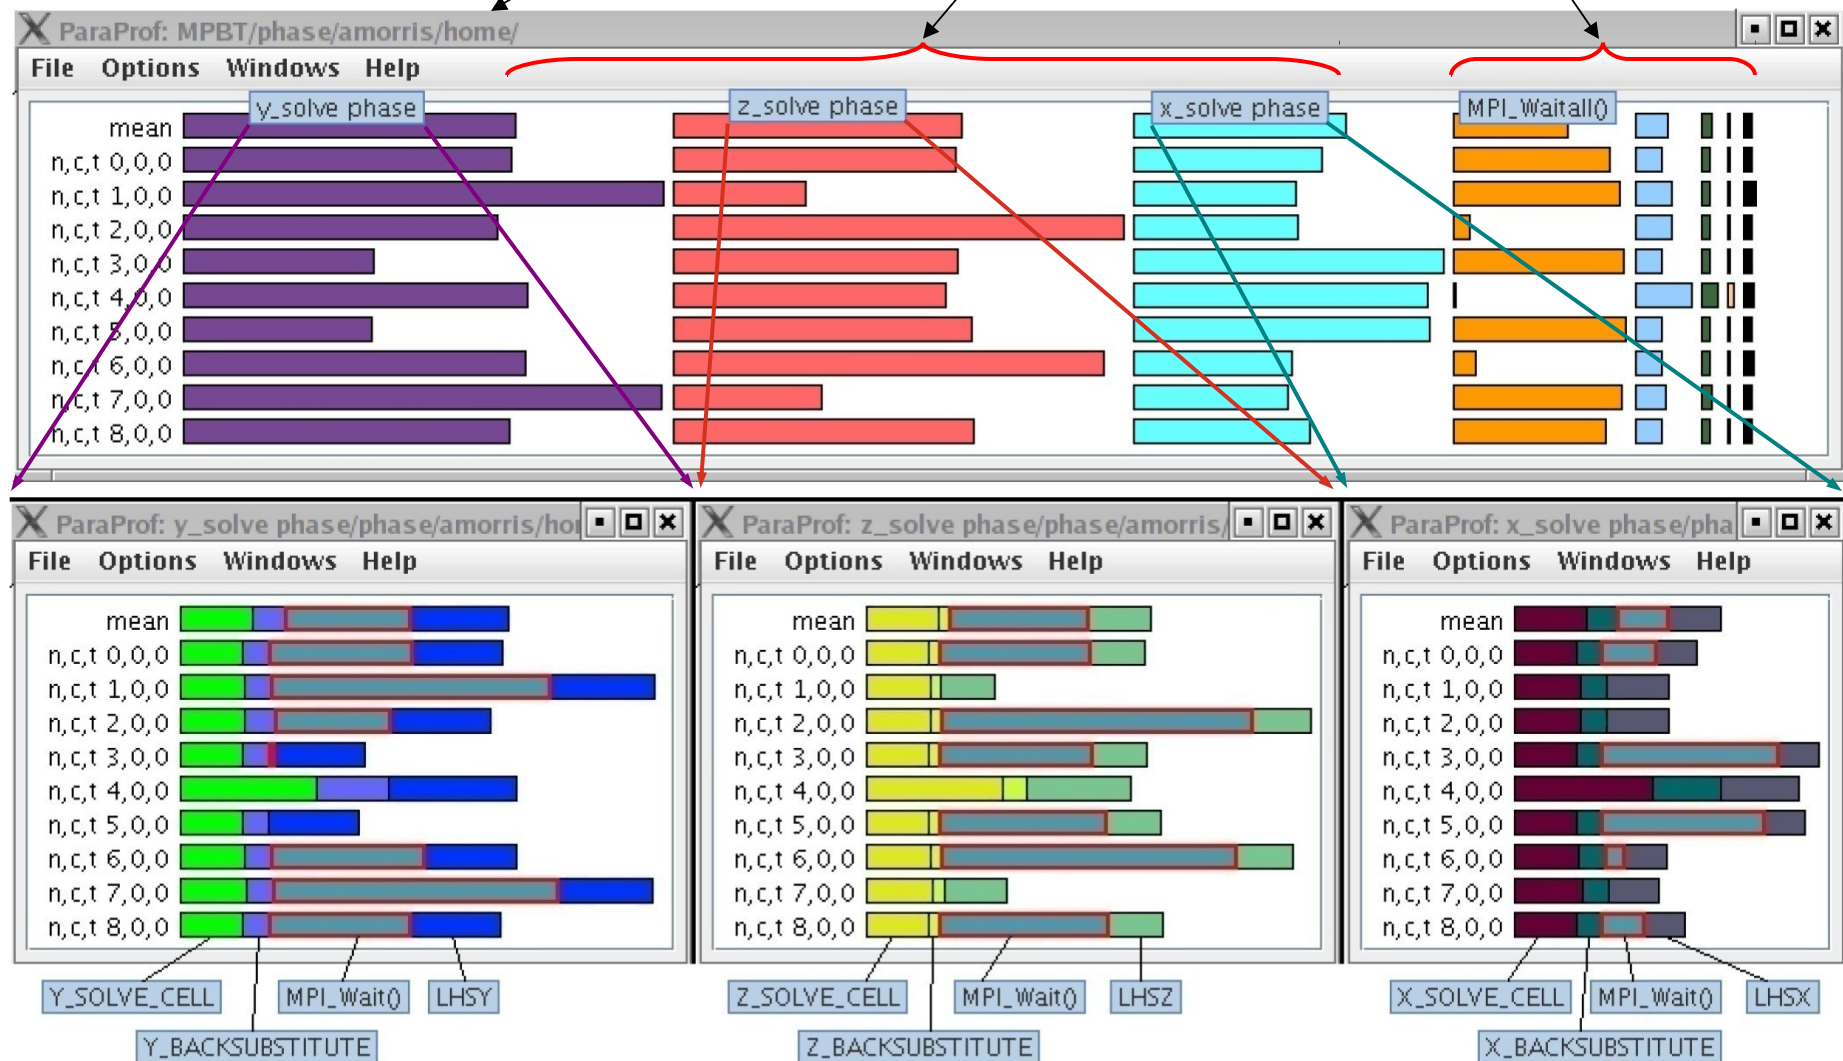 ParaProf: MPBT/phase/amorris/home/
File Options Windows Help
y_solve phase z_solve phase x_solve phase MPI_Waitall()
mean
n,c,t 0,0,0
n,c,t 1,0,0
n,c,t 2,0,0
n,c,t 3,0,0
n,c,t 4,0,0
n,c,t 5,0,0
n,c,t 6,0,0
n,c,t 7,0,0
n,c,t 8,0,0
ParaProf: y_solve phase/phase/amorris/hor
File Options Windows Help
mean
n,c,t 0,0,0
n,c,t 1,0,0
n,c,t 2,0,0
n,c,t 3,0,0
n,c,t 4,0,0
n,c,t 5,0,0
n,c,t 6,0,0
n,c,t 7,0,0
n,c,t 8,0,0
Y_SOLVE_CELL MPI_Wait() LHSY
Y_BACKSUBSTITUTE
ParaProf: z_solve phase/phase/amorris/
File Options Windows Help
mean
n,c,t 0,0,0
n,c,t 1,0,0
n,c,t 2,0,0
n,c,t 3,0,0
n,c,t 4,0,0
n,c,t 5,0,0
n,c,t 6,0,0
n,c,t 7,0,0
n,c,t 8,0,0
Z_SOLVE_CELL MPI_Wait() LHSZ
Z_BACKSUBSTITUTE
ParaProf: x_solve phase/pha
File Options Windows Help
mean
n,c,t 0,0,0
n,c,t 1,0,0
n,c,t 2,0,0
n,c,t 3,0,0
n,c,t 4,0,0
n,c,t 5,0,0
n,c,t 6,0,0
n,c,t 7,0,0
n,c,t 8,0,0
X_SOLVE_CELL MPI_Wait() LHSX
X_BACKSUBSTITUTE